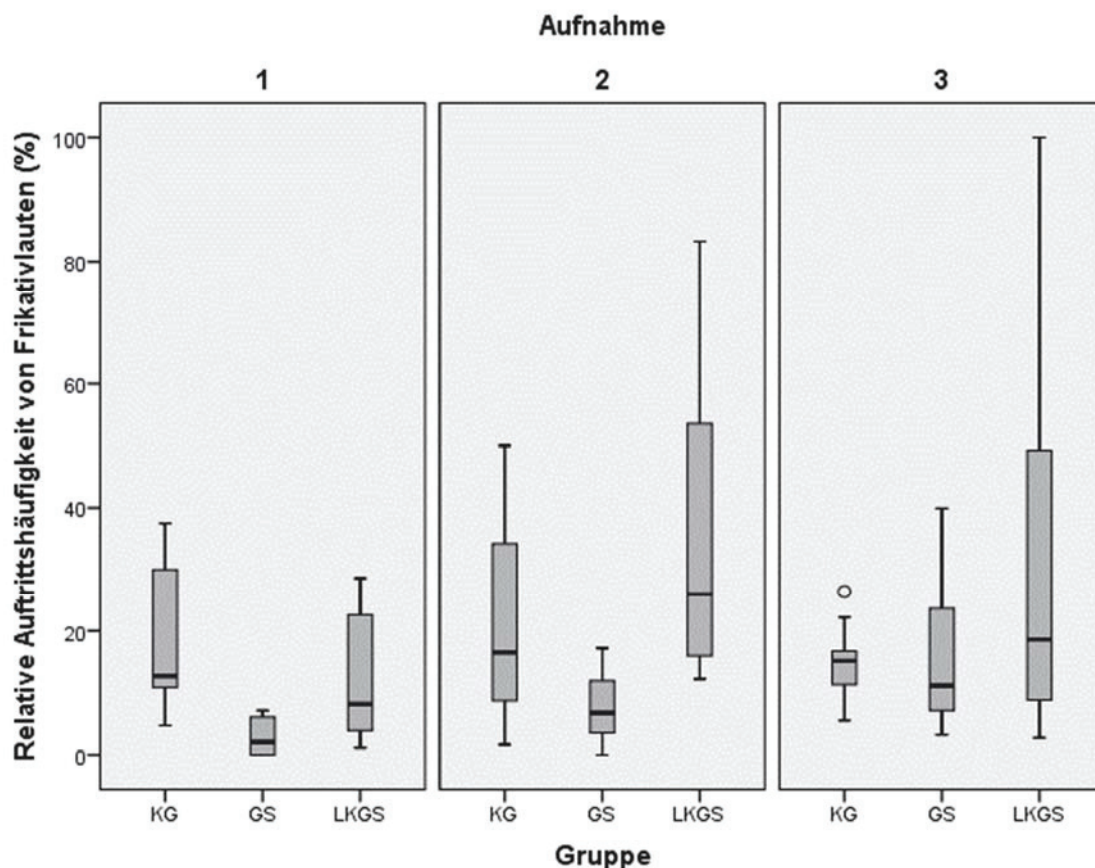 Aufnahme
1 2 3
Relative Auftrittshäufigkeit von Frikativlauten (%)
100
80
60
40
20
0
KG GS LKGS KG GS LKGS KG GS LKGS
Gruppe